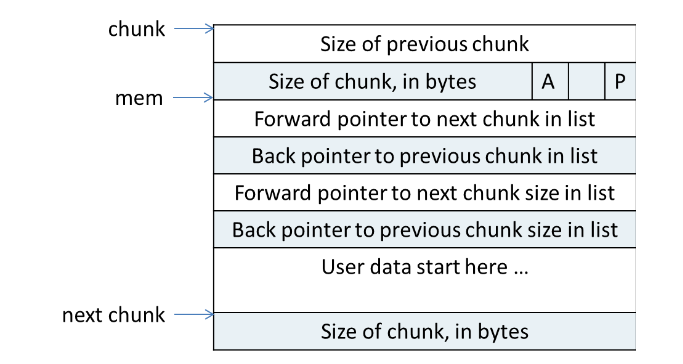 chunk
Size of previous chunk
Size of chunk, in bytes A P
mem
Forward pointer to next chunk in list
Back pointer to previous chunk in list
Forward pointer to next chunk size in list
Back pointer to previous chunk size in list
User data start here ...
next chunk
Size of chunk, in bytes